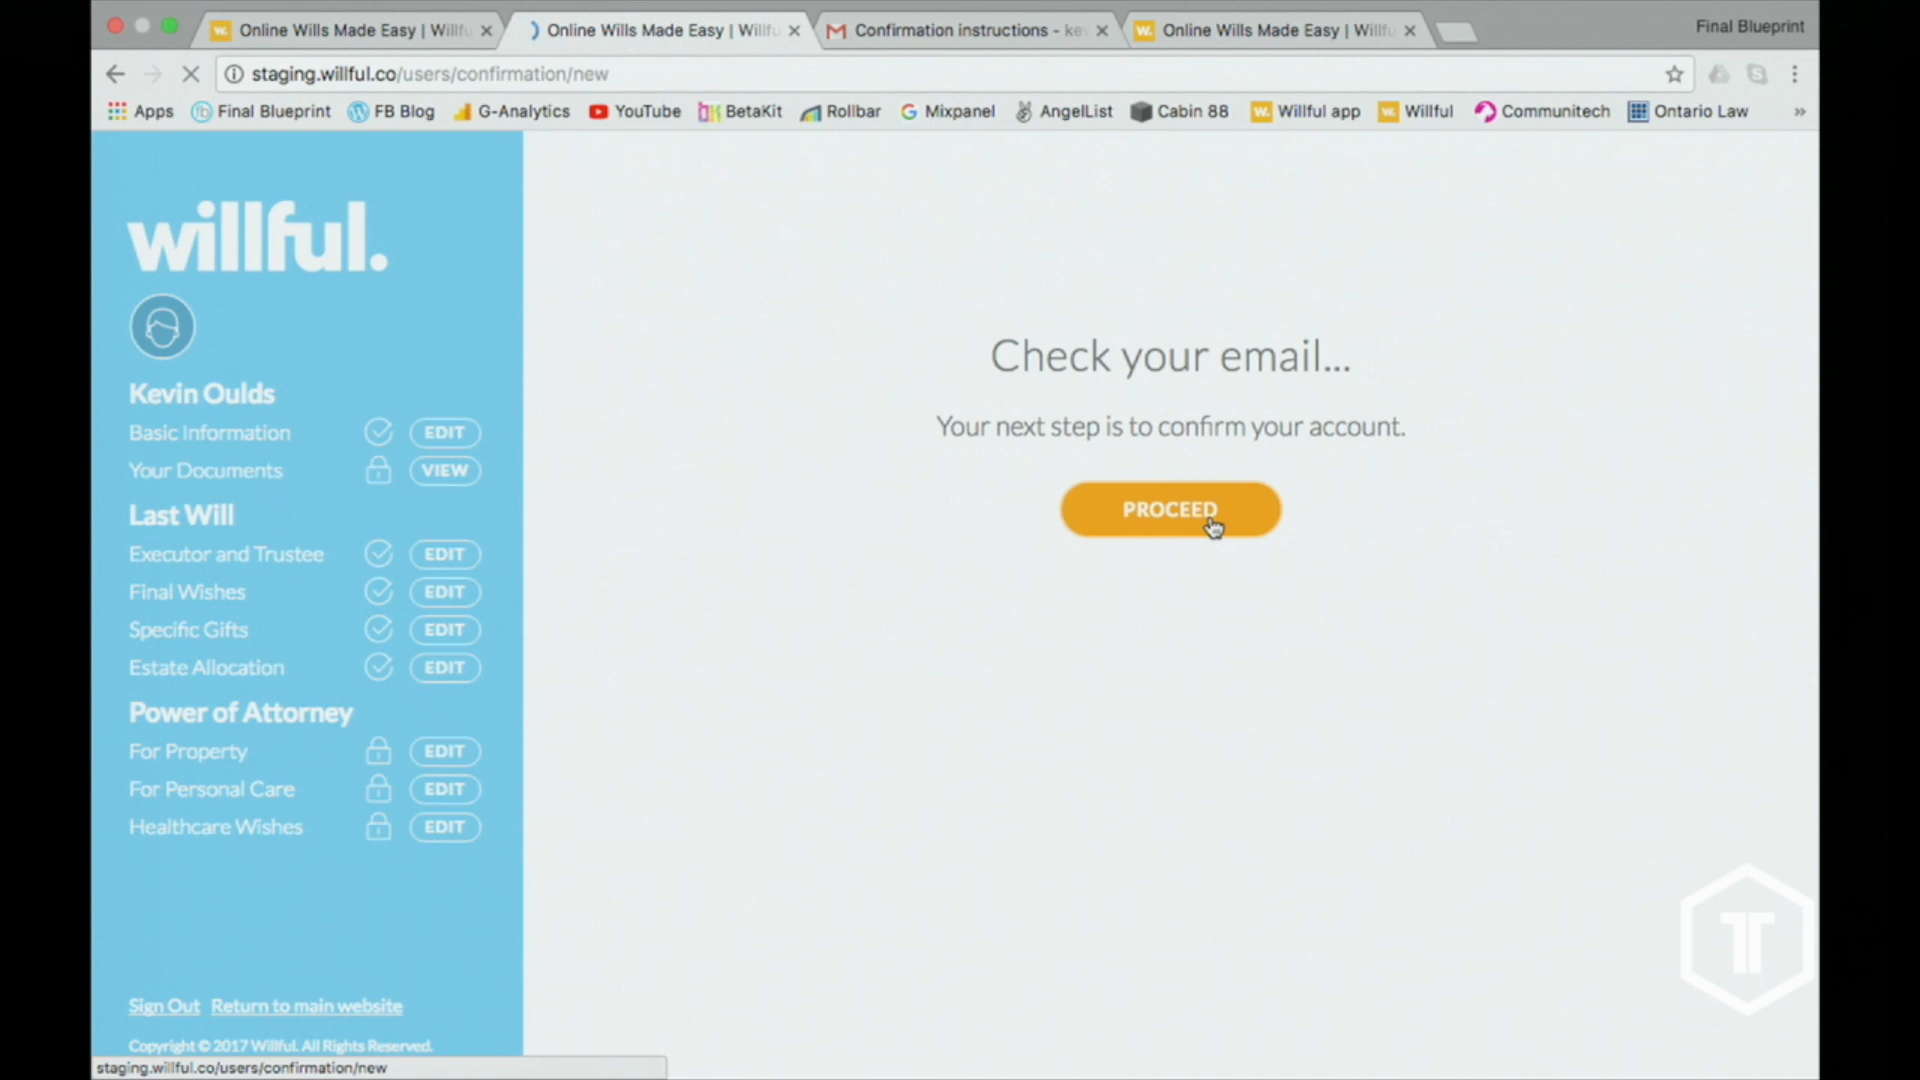 Online Wills Made Easy | Willfu
Online Wills Made Easy | Willfu
Confirmation instructions - kev
Online Wills Made Easy | Willfu
Final Blueprint
staging.willful.co/users/confirmation/new
Apps
Final Blueprint
FB Blog
G-Analytics
YouTube
BetaKit
Rollbar
Mixpanel
AngelList
Cabin 88
Willful app
Willful
Communitech
Ontario Law
»
willful.
Kevin Oulds
Basic Information EDIT
Your Documents VIEW
Last Will
Executor and Trustee EDIT
Final Wishes EDIT
Specific Gifts EDIT
Estate Allocation EDIT
Power of Attorney
For Property EDIT
For Personal Care EDIT
Healthcare Wishes EDIT
Sign Out Return to main website
Copyright © 2017 Willful. All Rights Reserved.
staging.willful.co/users/confirmation/new
Check your email...
Your next step is to confirm your account.
PROCEED